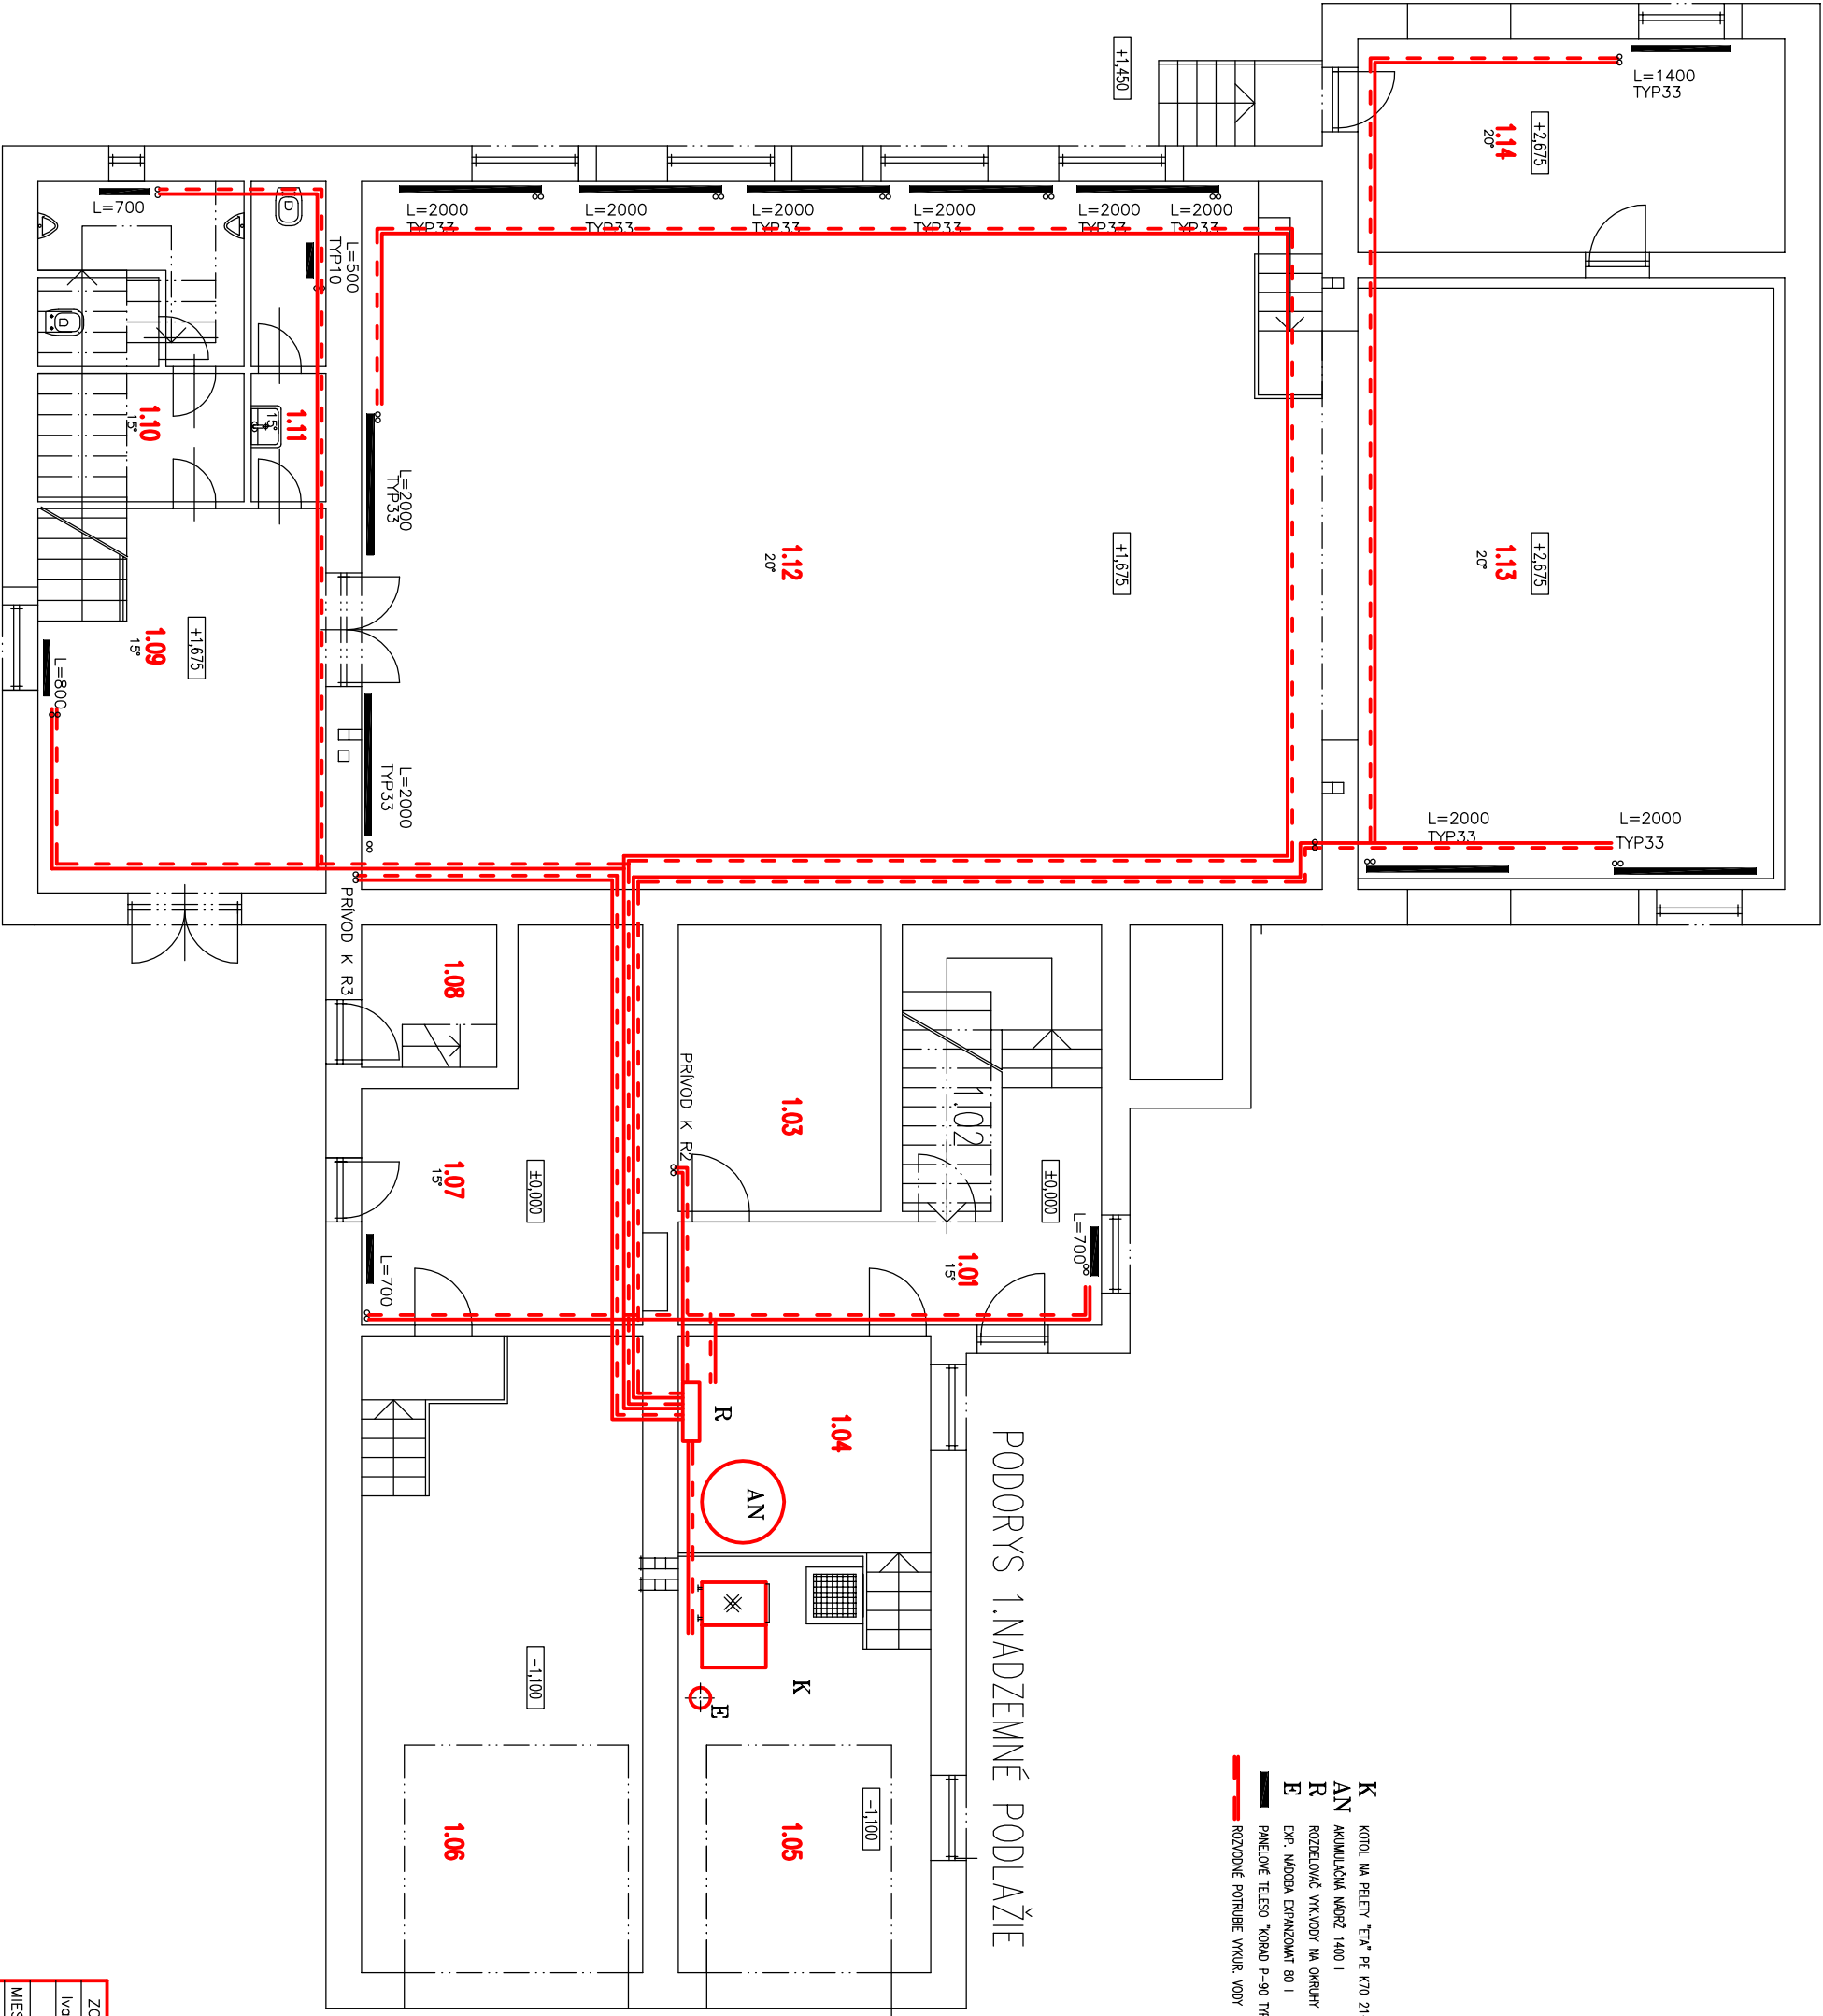 +1,450
L=1400
TYP33
+2,675
1.14
20°
L=700
L=500
TYP10
L=2000
TYP33
L=2000
TYP33
L=2000
TYP33
L=2000
TYP33
L=2000
TYP33
L=2000
TYP33
1.10
15°
1.11
15°
L=2000
TYP33
1.12
20°
+1,675
1.13
20°
+2,675
1.09
15°
+1,675
L=800
L=2000
TYP33
L=2000
TYP33
L=2000
TYP33
PRÍVOD K R3
1.08
PRÍVOD K R2
1.03
1.02
1.07
15°
±0,000
±0,000
L=700
1.01
15°
L=700
R
1.04
AN
K
E
-1,100
1.06
-1,100
1.05
PODORYS 1.NADZEMNÉ PODLAŽIE
K KOTOL NA PELETY "ETA" PE K70 21
AN AKUMULAČNÁ NÁDRŽ 1400 l
R ROZDELOVAČ VYK.VODY NA OKRUHY
E EXP. NÁDOBA EXPANZOMAT 80 l
PANELOVÉ TELESO "KORAD P-90 TYP
ROZVODNÉ POTRUBIE VYKUR. VODY